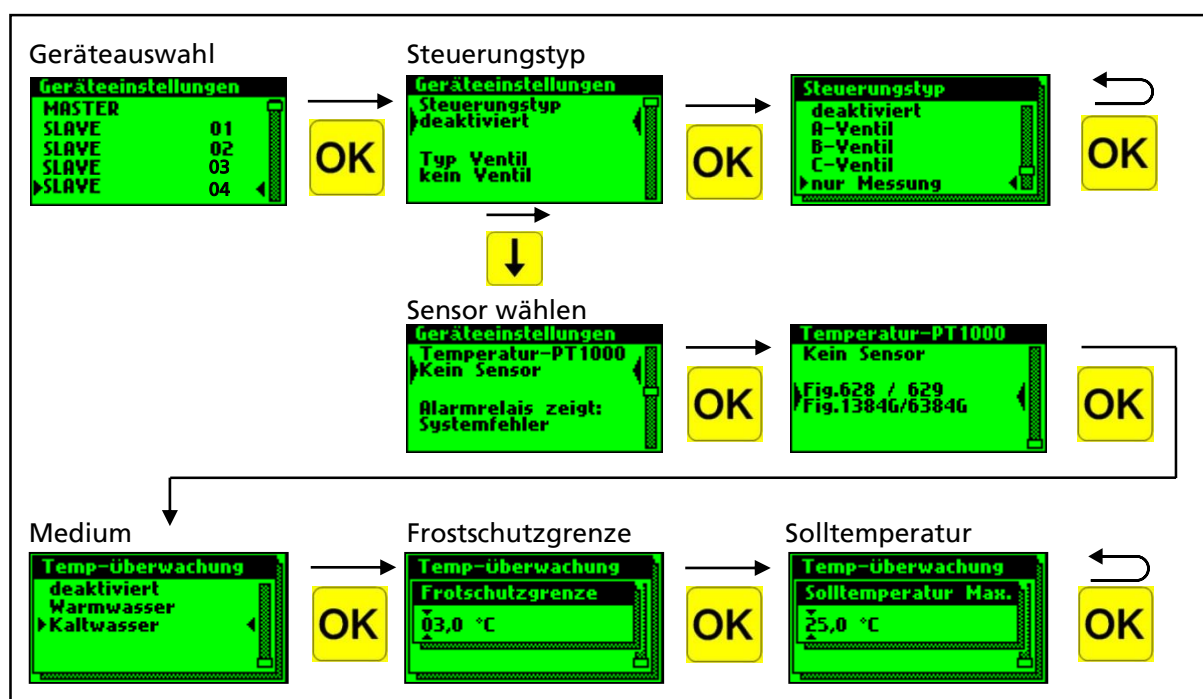 Geräteauswahl
Geräteeinstellungen
MASTER
SLAVE 01
SLAVE 02
SLAVE 03
SLAVE 04
OK
Steuerungstyp
Geräteeinstellungen
Steuerungstyp
deaktiviert
Typ Ventil
kein Ventil
OK
Steuerungstyp
deaktiviert
A-Ventil
B-Ventil
C-Ventil
nur Messung
OK
Sensor wählen
Geräteeinstellungen
Temperatur-PT1000
Kein Sensor
Alarmrelais zeigt:
Systemfehler
OK
Temperatur-PT1000
Kein Sensor
Fig.628 / 629
Fig.1384G/6384G
OK
Medium
Temp-überwachung
deaktiviert
Warmwasser
Kaltwasser
OK
Frostschutzgrenze
Temp-überwachung
Frotschutzgrenze
03,0 °C
OK
Solltemperatur
Temp-überwachung
Solltemperatur Max.
25,0 °C
OK